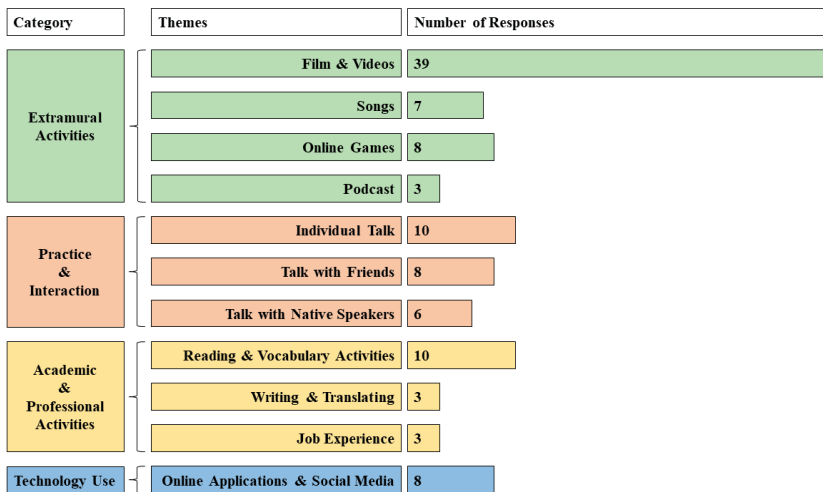 Category Themes Number of Responses
Extramural
Activities
Film & Videos 39
Songs 7
Online Games 8
Podcast 3
Practice
&
Interaction
Individual Talk 10
Talk with Friends 8
Talk with Native Speakers 6
Academic
&
Professional
Activities
Reading & Vocabulary Activities 10
Writing & Translating 3
Job Experience 3
Technology Use Online Applications & Social Media 8